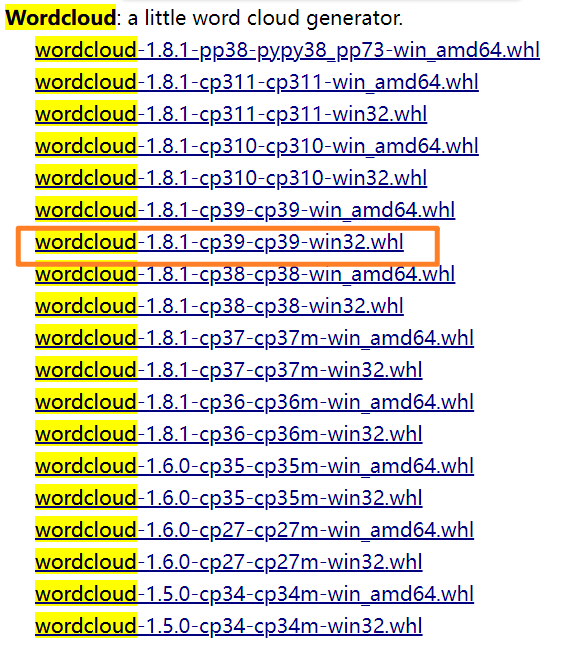 Wordcloud: a little word cloud generator.
wordcloud-1.8.1-pp38-pypy38_pp73-win_amd64.whl
wordcloud-1.8.1-cp311-cp311-win_amd64.whl
wordcloud-1.8.1-cp311-cp311-win32.whl
wordcloud-1.8.1-cp310-cp310-win_amd64.whl
wordcloud-1.8.1-cp310-cp310-win32.whl
wordcloud-1.8.1-cp39-cp39-win_amd64.whl
wordcloud-1.8.1-cp39-cp39-win32.whl
wordcloud-1.8.1-cp38-cp38-win_amd64.whl
wordcloud-1.8.1-cp38-cp38-win32.whl
wordcloud-1.8.1-cp37-cp37m-win_amd64.whl
wordcloud-1.8.1-cp37-cp37m-win32.whl
wordcloud-1.8.1-cp36-cp36m-win_amd64.whl
wordcloud-1.8.1-cp36-cp36m-win32.whl
wordcloud-1.6.0-cp35-cp35m-win_amd64.whl
wordcloud-1.6.0-cp35-cp35m-win32.whl
wordcloud-1.6.0-cp27-cp27m-win_amd64.whl
wordcloud-1.6.0-cp27-cp27m-win32.whl
wordcloud-1.5.0-cp34-cp34m-win_amd64.whl
wordcloud-1.5.0-cp34-cp34m-win32.whl